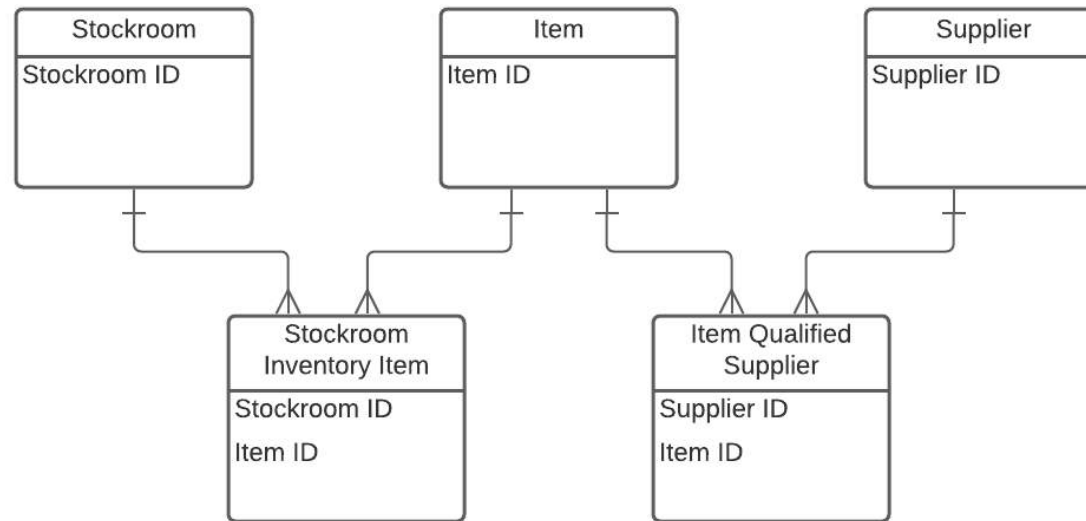 Stockroom
Stockroom ID
Item
Item ID
Supplier
Supplier ID
Stockroom
Inventory Item
Stockroom ID
Item ID
Item Qualified
Supplier
Supplier ID
Item ID